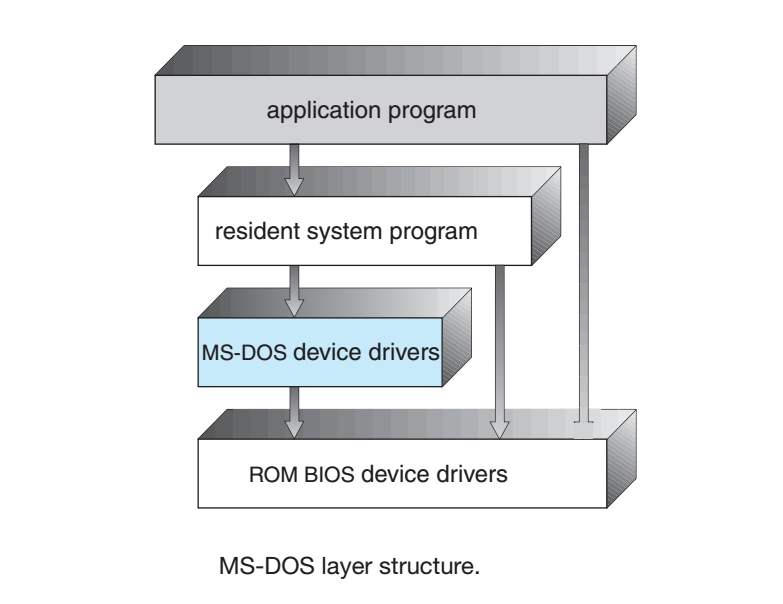 application program
resident system program
MS-DOS device drivers
ROM BIOS device drivers
MS-DOS layer structure.